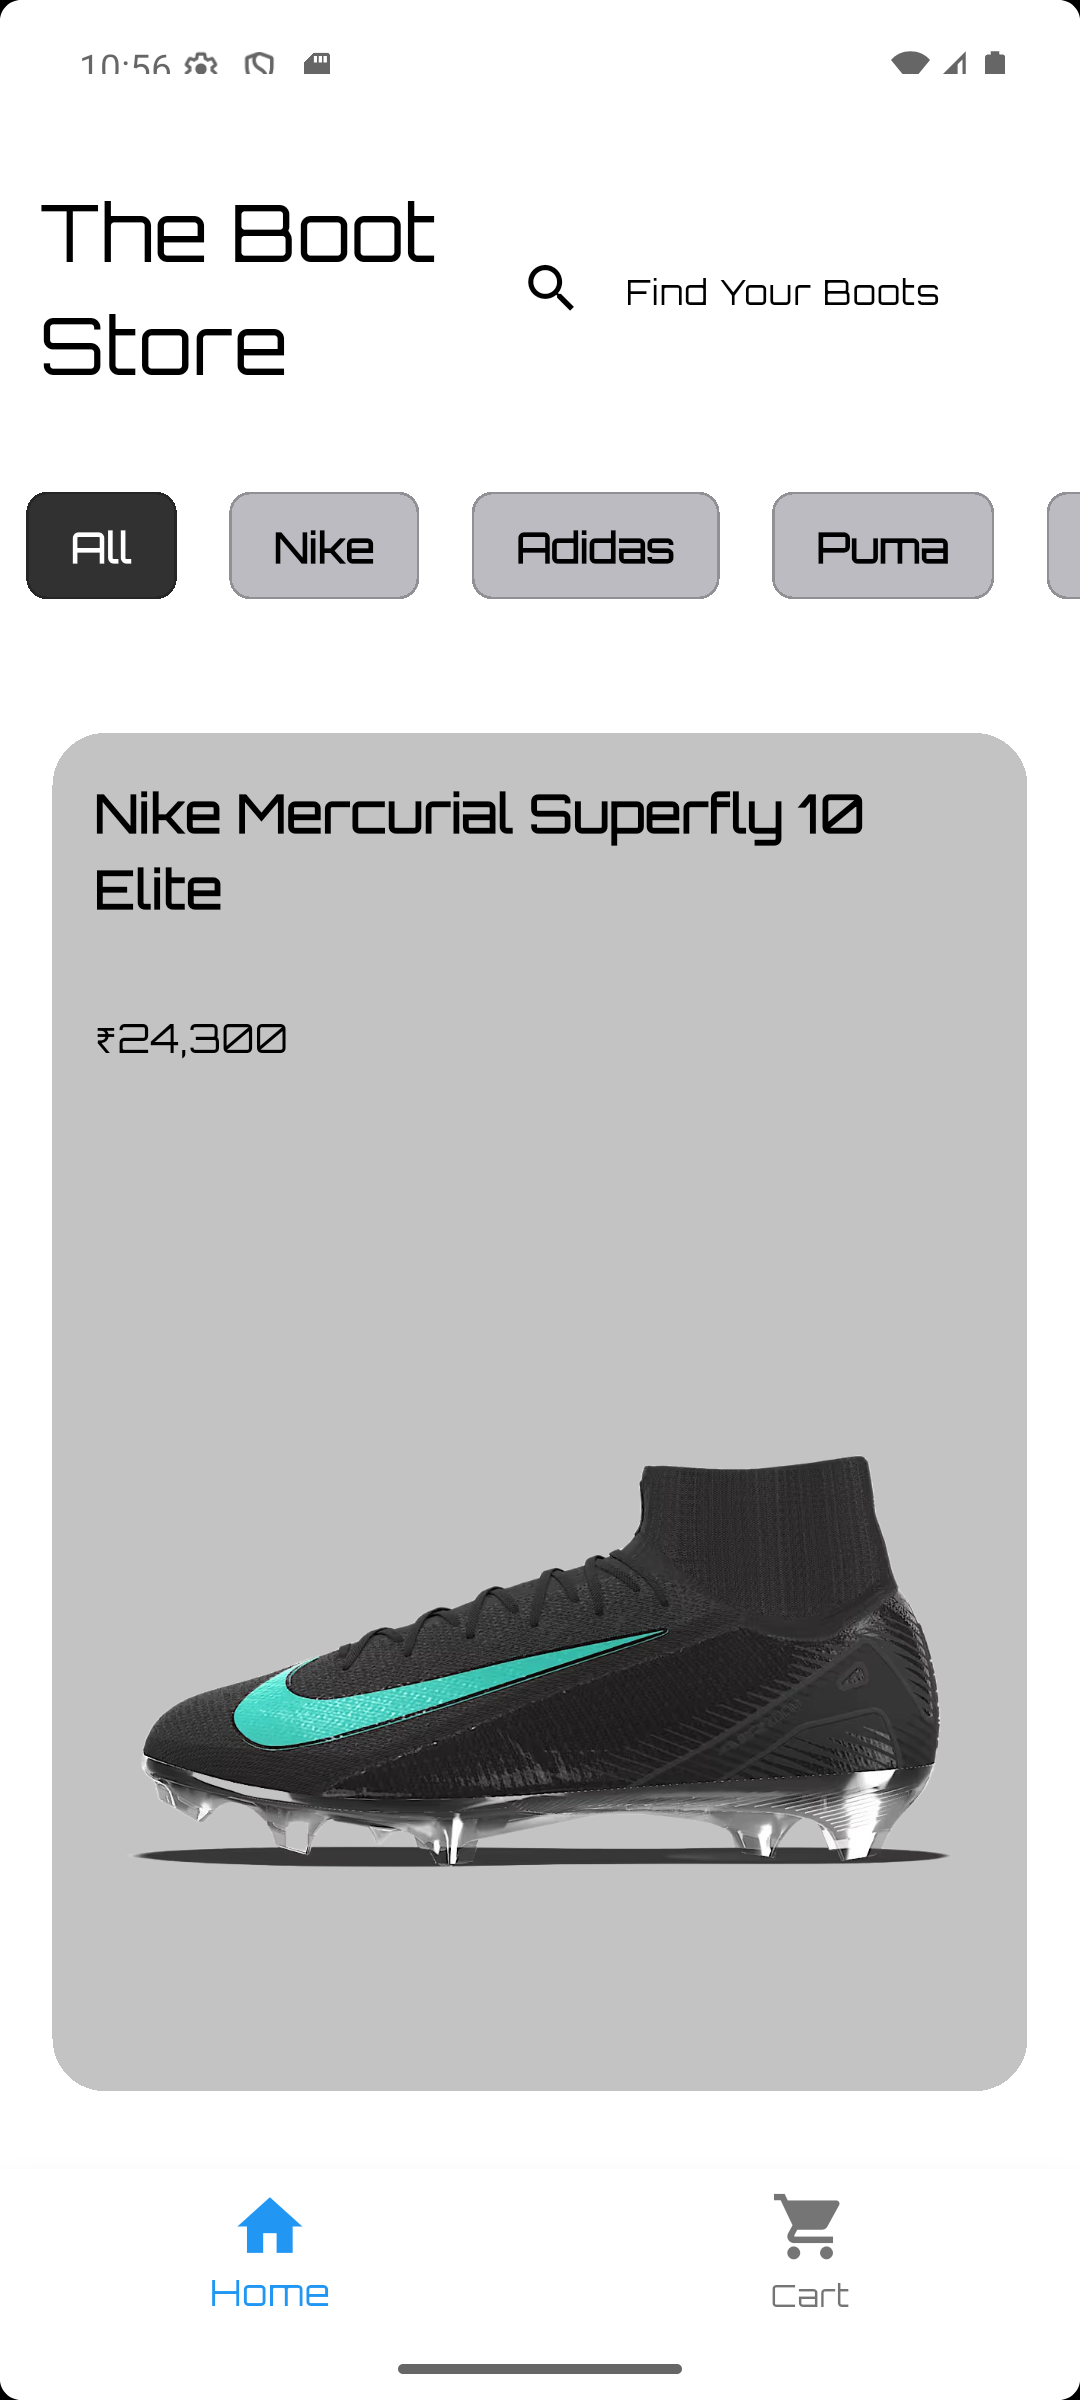 10:56
The Boot
Store
Find Your Boots
All
Nike
Adidas
Puma
Nike Mercurial Superfly 10
Elite
₹24,300
Home
Cart